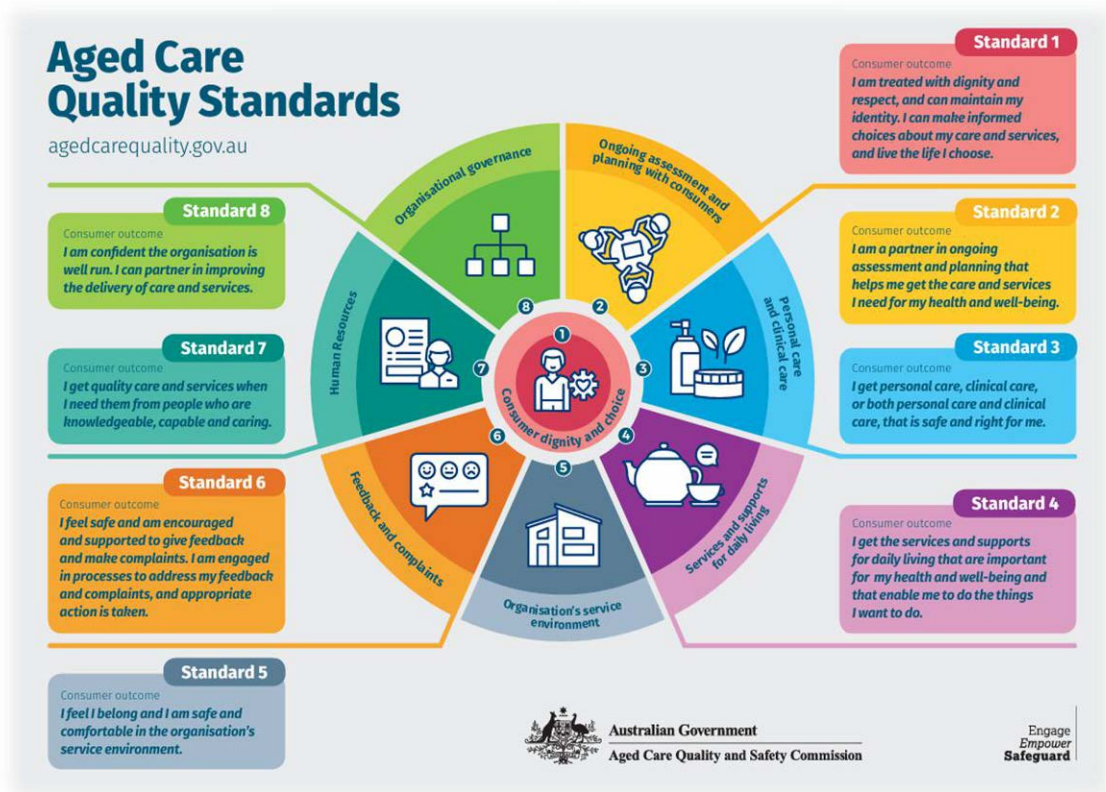 Aged Care
Quality Standards
agedcarequality.gov.au
Standard 1
Consumer outcome
I am treated with dignity and
respect, and can maintain my
identity. I can make informed
choices about my care and services,
and live the life I choose.
Standard 2
Consumer outcome
I am a partner in ongoing
assessment and planning that
helps me get the care and services
I need for my health and well-being.
Standard 3
Consumer outcome
I get personal care, clinical care,
or both personal care and clinical
care, that is safe and right for me.
Standard 4
Consumer outcome
I get the services and supports
for daily living that are important
for my health and well-being and
that enable me to do the things
I want to do.
Standard 5
Consumer outcome
I feel I belong and I am safe and
comfortable in the organisation's
service environment.
Standard 6
Consumer outcome
I feel safe and am encouraged
and supported to give feedback
and make complaints. I am engaged
in processes to address my feedback
and complaints, and appropriate
action is taken.
Standard 7
Consumer outcome
I get quality care and services when
I need them from people who are
knowledgeable, capable and caring.
Standard 8
Consumer outcome
I am confident the organisation is
well run. I can partner in improving
the delivery of care and services.
1
Consumer dignity and choice
2
Ongoing assessment and
planning with consumers
3
Personal care
and clinical care
4
Services and supports
for daily living
5
Organisation's service
environment
6
Feedback and complaints
7
Human Resources
8
Organisational governance
Australian Government
Aged Care Quality and Safety Commission
Engage
Empower
Safeguard